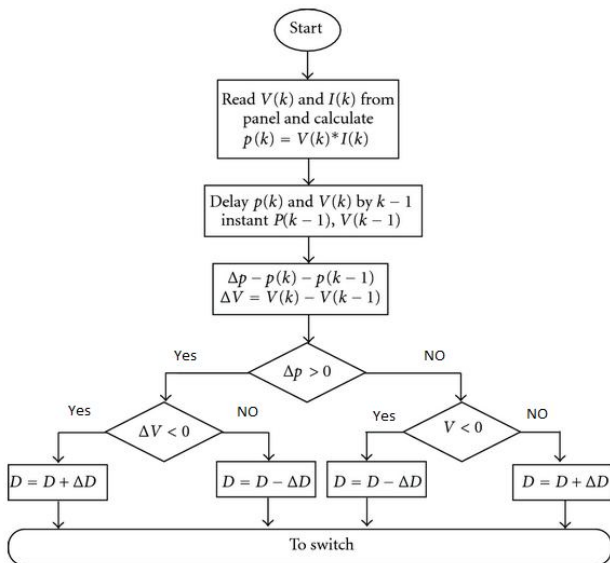 Start
Read V(k) and I(k) from
panel and calculate
p(k) = V(k)*I(k)
Delay p(k) and V(k) by k − 1
instant P(k − 1), V(k − 1)
Δp − p(k) − p(k − 1)
ΔV = V(k) − V(k − 1)
Yes
Δp > 0
NO
Yes
ΔV < 0
NO
Yes
V < 0
NO
D = D + ΔD
D = D − ΔD
D = D − ΔD
D = D + ΔD
To switch